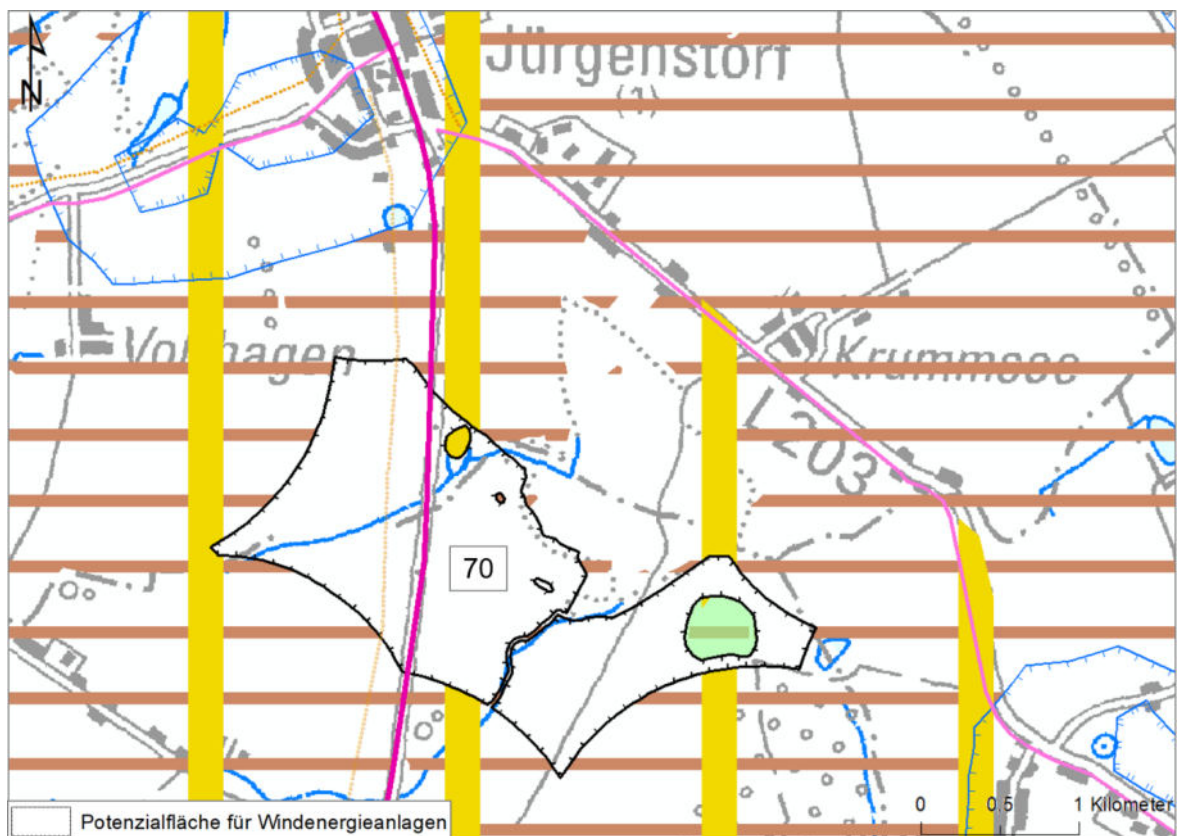 N
Jürgenstorf
(1)
Krummsee
L203
70
Potenzialfläche für Windenergieanlagen
0 0.5 1 Kilometer